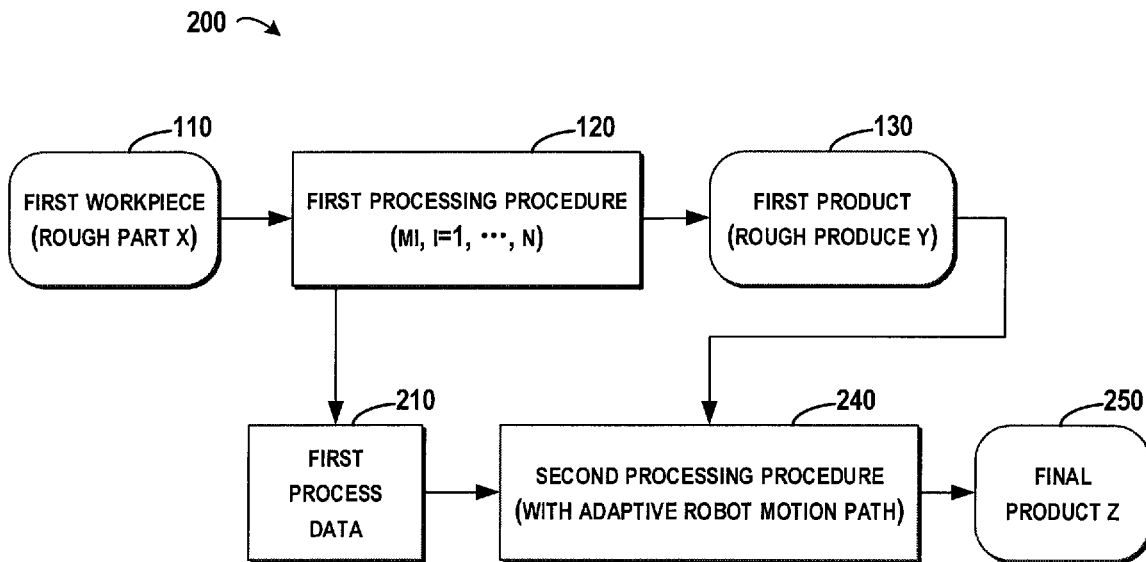 200
110
120
130
FIRST WORKPIECE
(ROUGH PART X)
FIRST PROCESSING PROCEDURE
(MI, I=1, ⋯, N)
FIRST PRODUCT
(ROUGH PRODUCE Y)
210
240
250
FIRST
PROCESS
DATA
SECOND PROCESSING PROCEDURE
(WITH ADAPTIVE ROBOT MOTION PATH)
FINAL
PRODUCT Z